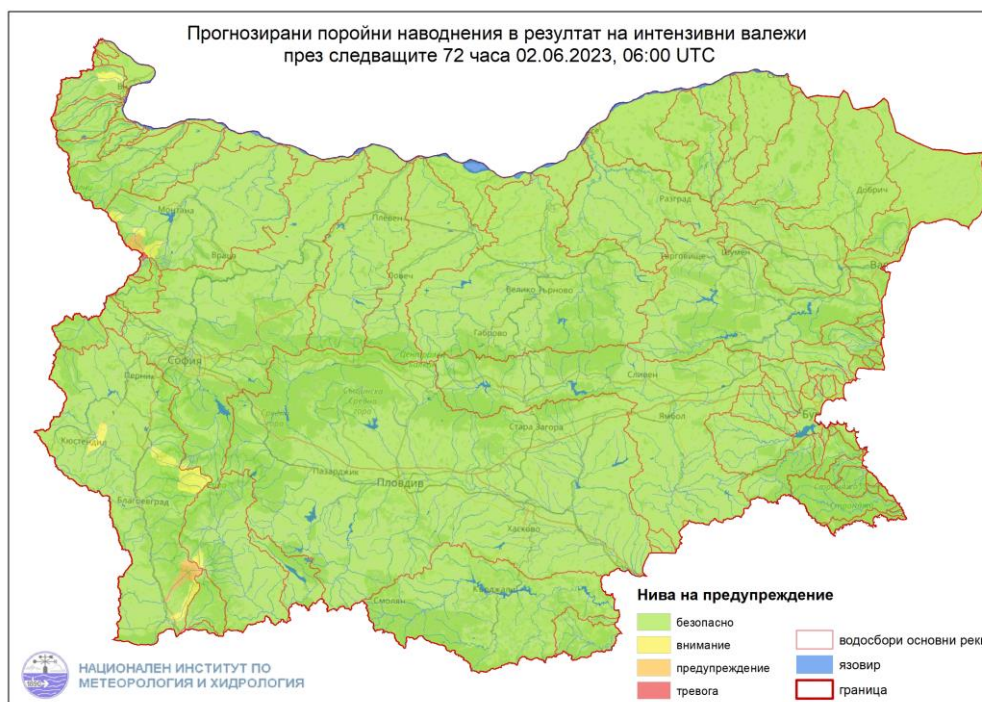 Прогнозирани поройни наводнения в резултат на интензивни валежи
през следващите 72 часа 02.06.2023, 06:00 UTC
Монтана
Враца
Плевен
Ловеч
Разград
Добрич
Търговище
Шумен
Велико Търново
Габрово
София
Перник
Сливен
Ямбол
Стара Загора
Кюстендил
Пазарджик
Пловдив
Благоевград
Хасково
Смолян
Кърджали
Нива на предупреждение
безопасно
внимание
предупреждение
тревога
водосбори основни рек
язовир
граница
НАЦИОНАЛЕН ИНСТИТУТ ПО
МЕТЕОРОЛОГИЯ И ХИДРОЛОГИЯ